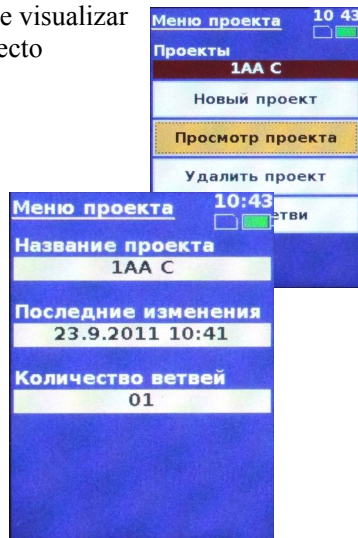 e visualizar
ecto
Меню проекта 10 43
Проекты
1AA C
Новый проект
Просмотр проекта
Удалить проект
етви
Меню проекта 10:43
Название проекта
1AA C
Последние изменения
23.9.2011 10:41
Количество ветвей
01